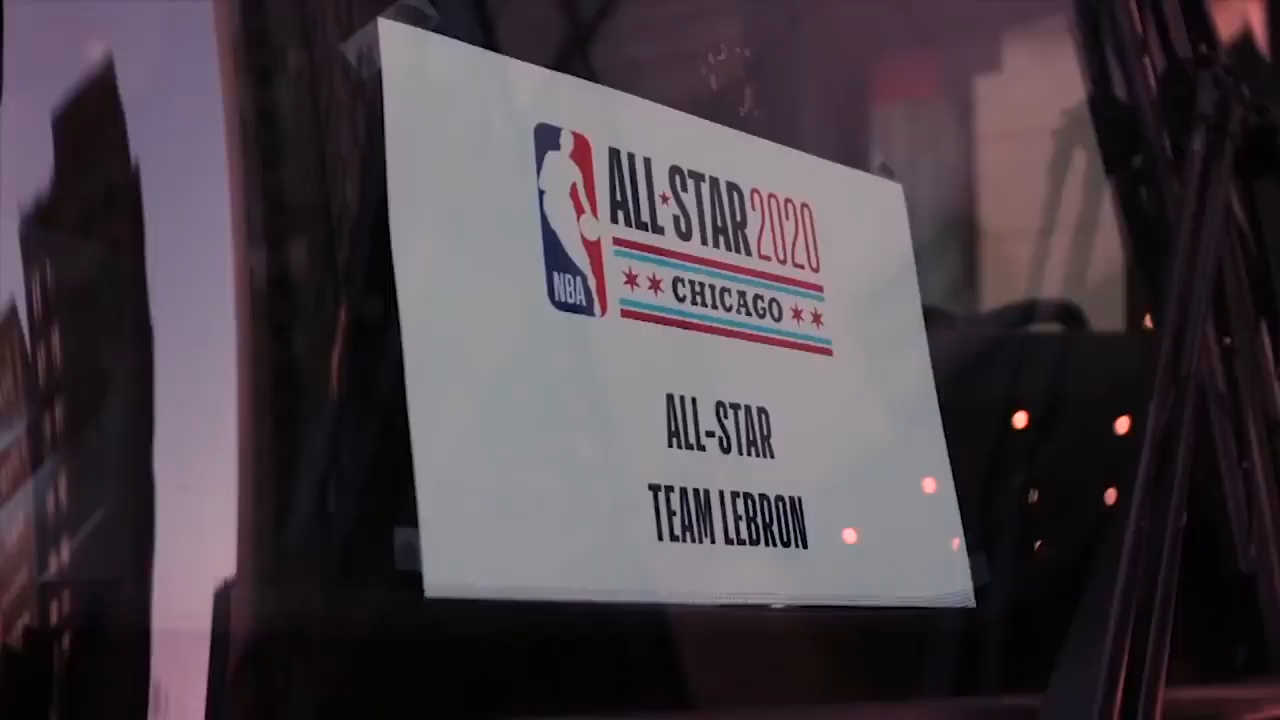 NBA
ALL★STAR 2020
CHICAGO
ALL-STAR
TEAM LEBRON